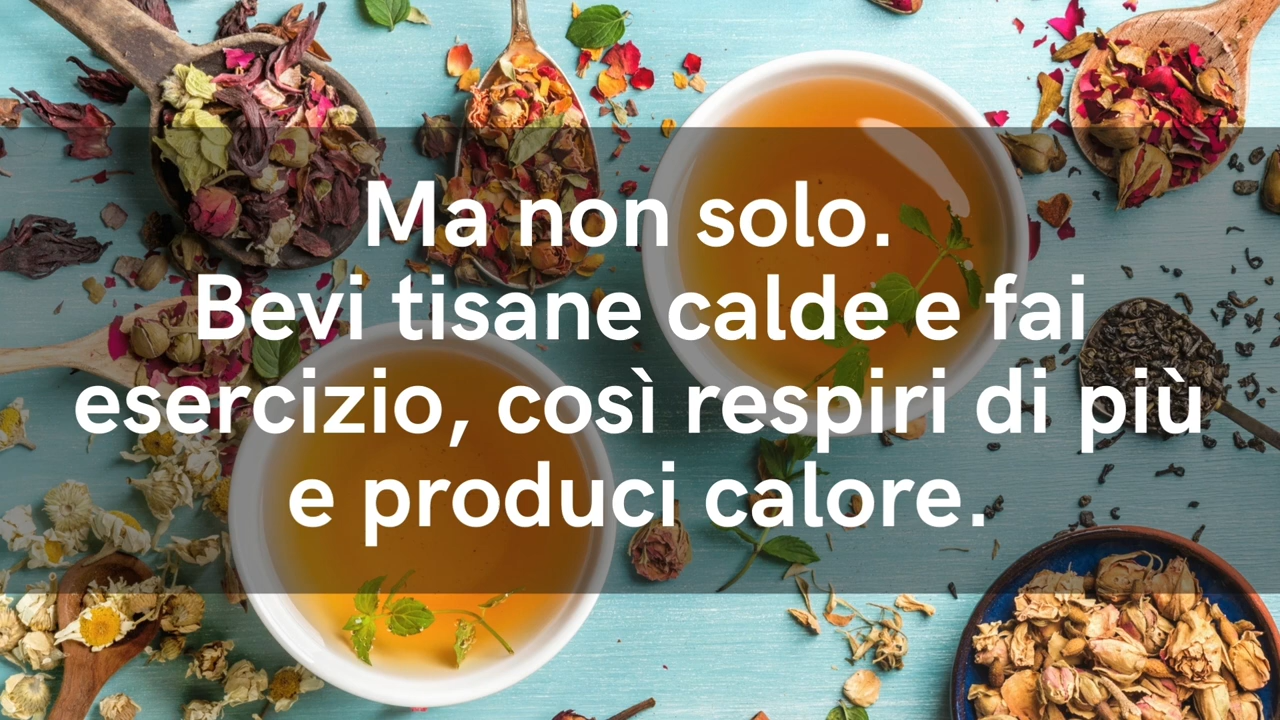 Ma non solo.
Bevi tisane calde e fai
esercizio, così respiri di più
e produci calore.